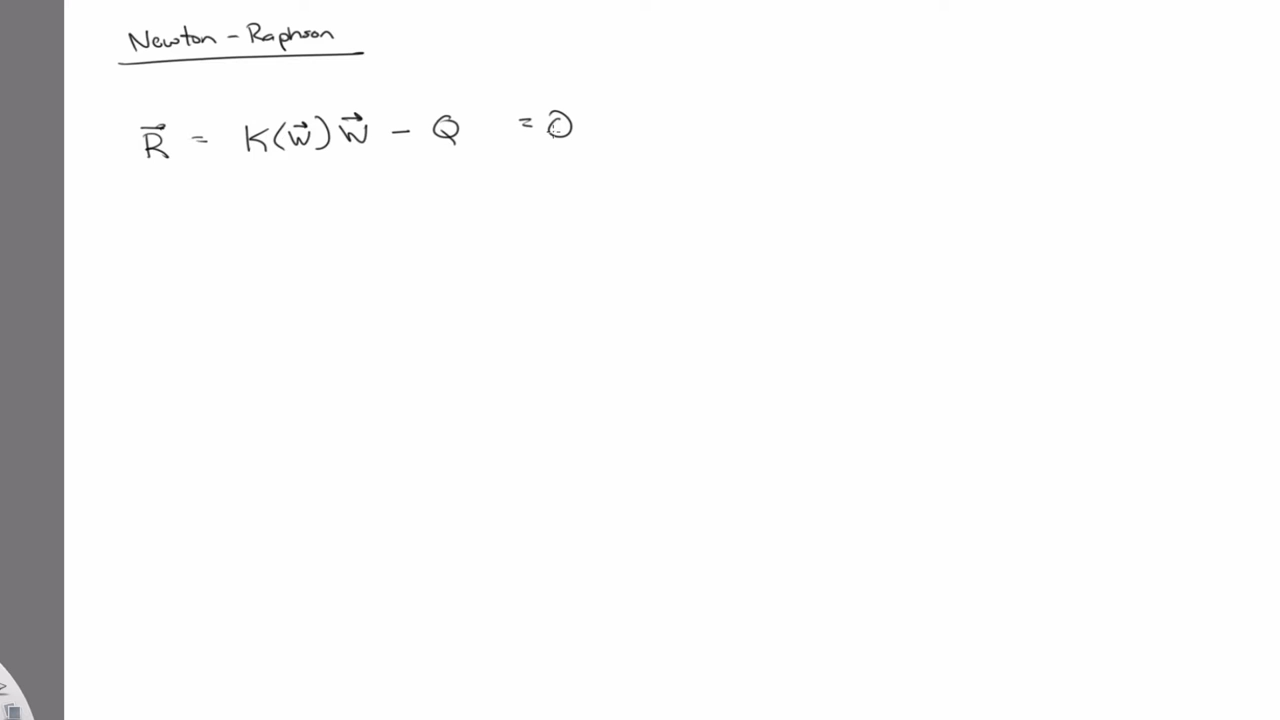 Newton - Raphson
R⃗ = K(w⃗)w⃗ - Q = 0